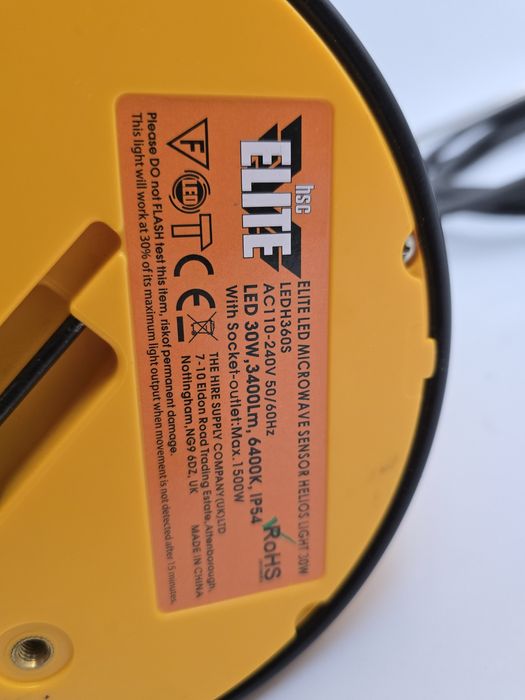 hsc
ELITE
ELITE LED MICROWAVE SENSOR HELIOS LIGHT 30W
LEDH360S
AC110-240V 50/60Hz
LED 30W,3400Lm, 6400K, IP54
With Socket-outlet:Max.1500W
RoHS
F
LED
T
CE
THE HIRE SUPPLY COMPANY(UK)LTD
7-10 Eldon Road Trading Estate,Attenborough,
Nottingham,NG9 6DZ, UK
MADE IN CHINA
Please DO not FLASH test this item, riskof permanent damage.
This light will work at 30% of its maximum light output when movement is not detected after 15 minutes.